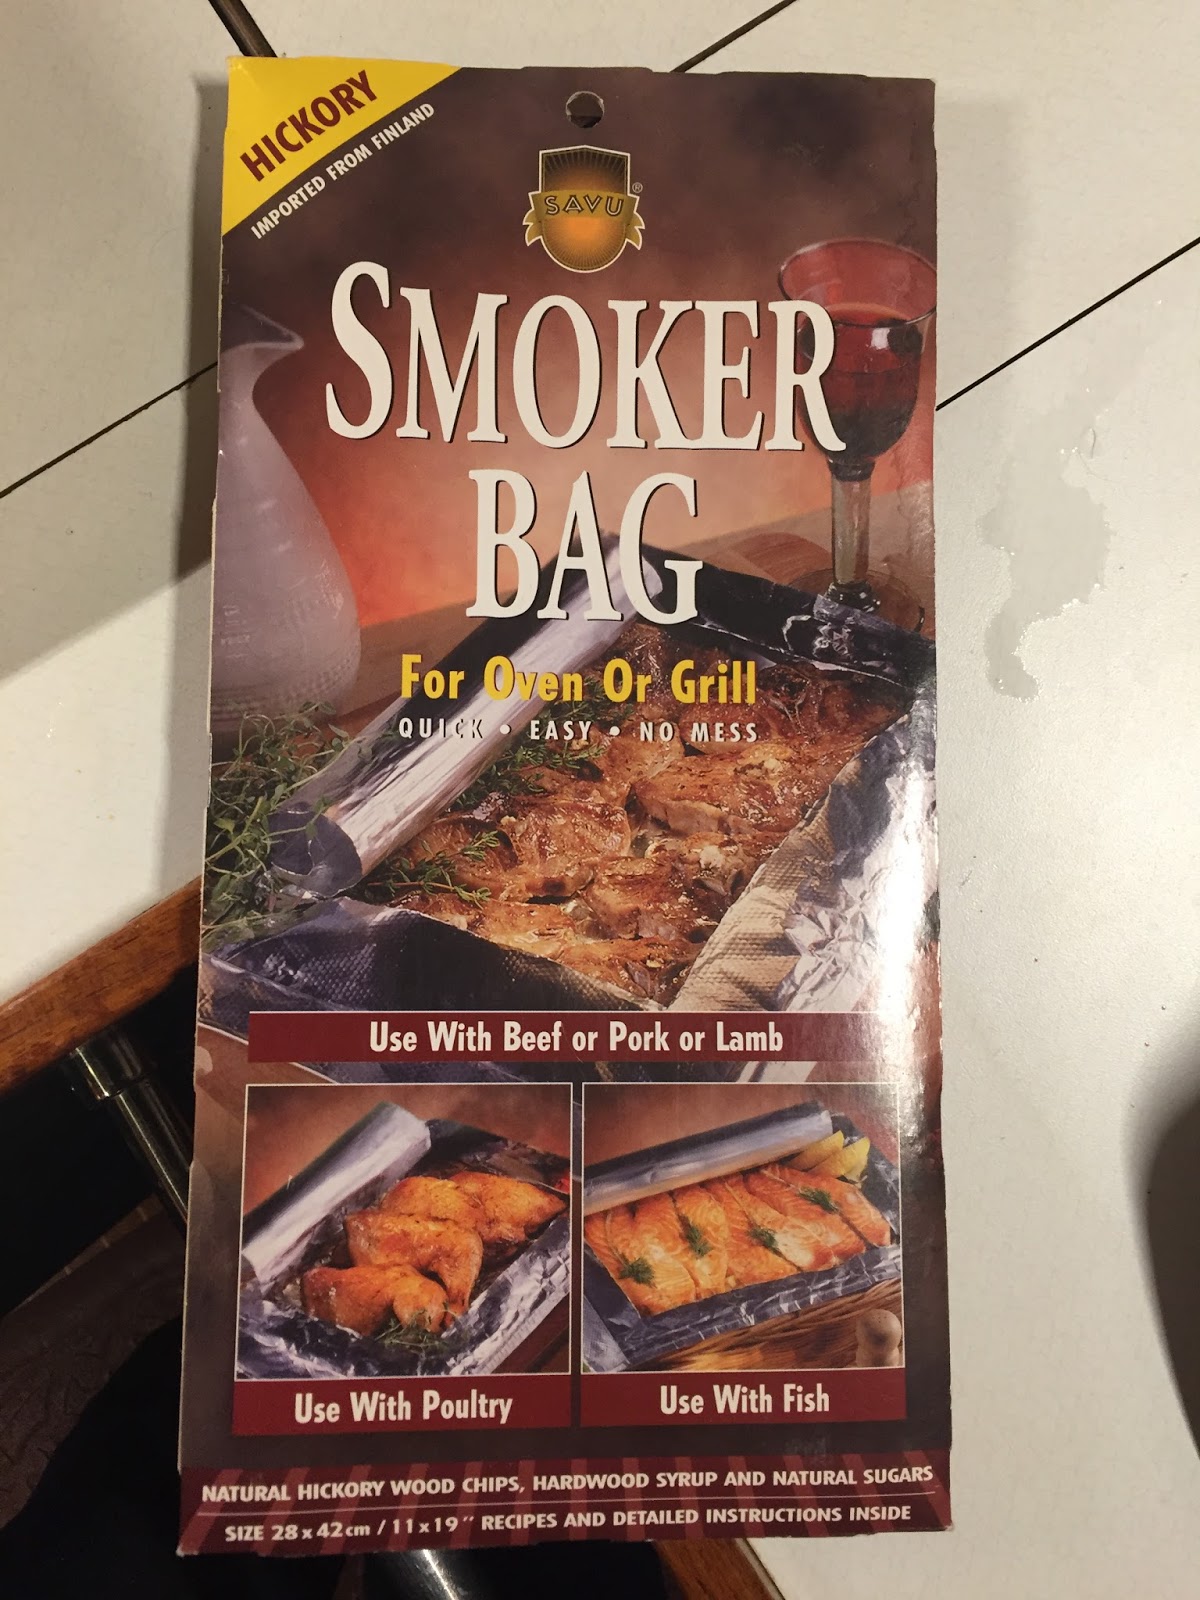 HICKORY
IMPORTED FROM FINLAND
SAVU®
SMOKER
BAG
For Oven Or Grill
QUICK • EASY • NO MESS
Use With Beef or Pork or Lamb
Use With Poultry
Use With Fish
NATURAL HICKORY WOOD CHIPS, HARDWOOD SYRUP AND NATURAL SUGARS
SIZE 28 x 42 cm / 11 x 19" RECIPES AND DETAILED INSTRUCTIONS INSIDE